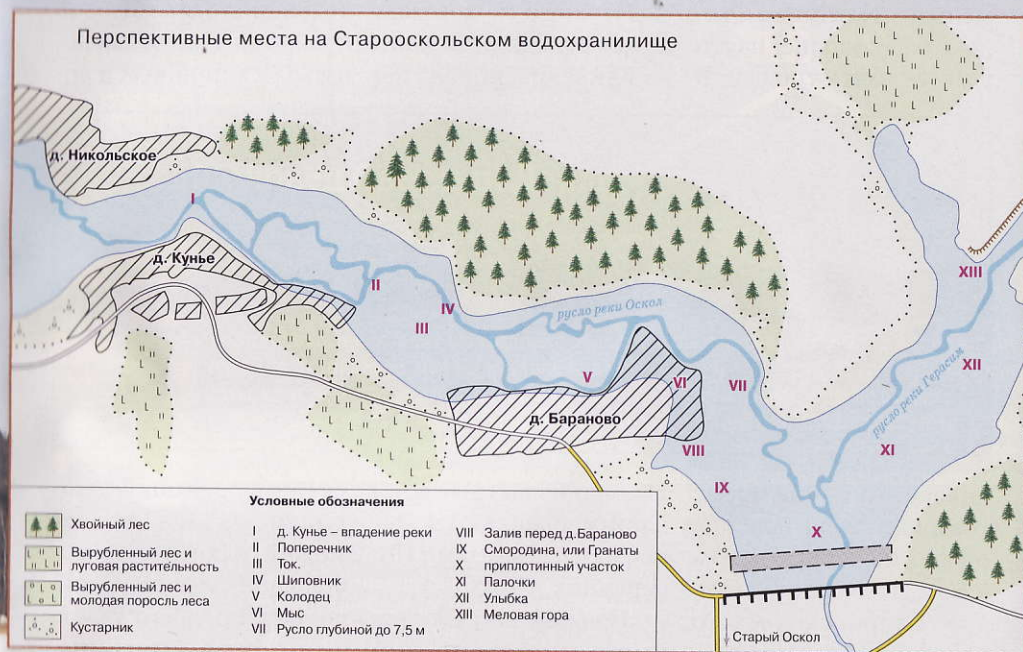 Перспективные места на Старооскольском водохранилище
д. Никольское
I
д. Кунье
II
III
IV
русло реки Оскол
V
VI
VII
д. Бараново
VIII
IX
X
XI
XII
XIII
русло реки Герасим
Условные обозначения
Хвойный лес
Вырубленный лес и
луговая растительность
Вырубленный лес и
молодая поросль леса
Кустарник
I д. Кунье – впадение реки
II Поперечник
III Ток.
IV Шиповник
V Колодец
VI Мыс
VII Русло глубиной до 7,5 м
VIII Залив перед д.Бараново
IX Смородина, или Гранаты
X приплотинный участок
XI Палочки
XII Улыбка
XIII Меловая гора
Старый Оскол